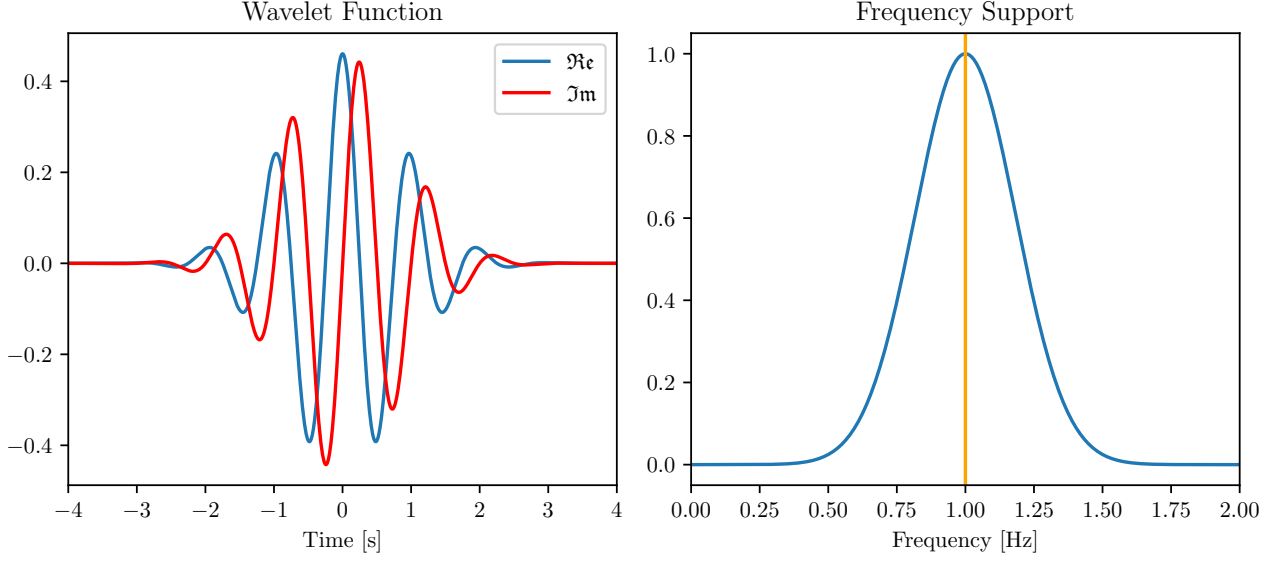 Wavelet Function
ℜ𝔢
ℑ𝔪
0.4
0.2
0.0
−0.2
−0.4
−4 −3 −2 −1 0 1 2 3 4
Time [s]
Frequency Support
1.0
0.8
0.6
0.4
0.2
0.0
0.00 0.25 0.50 0.75 1.00 1.25 1.50 1.75 2.00
Frequency [Hz]